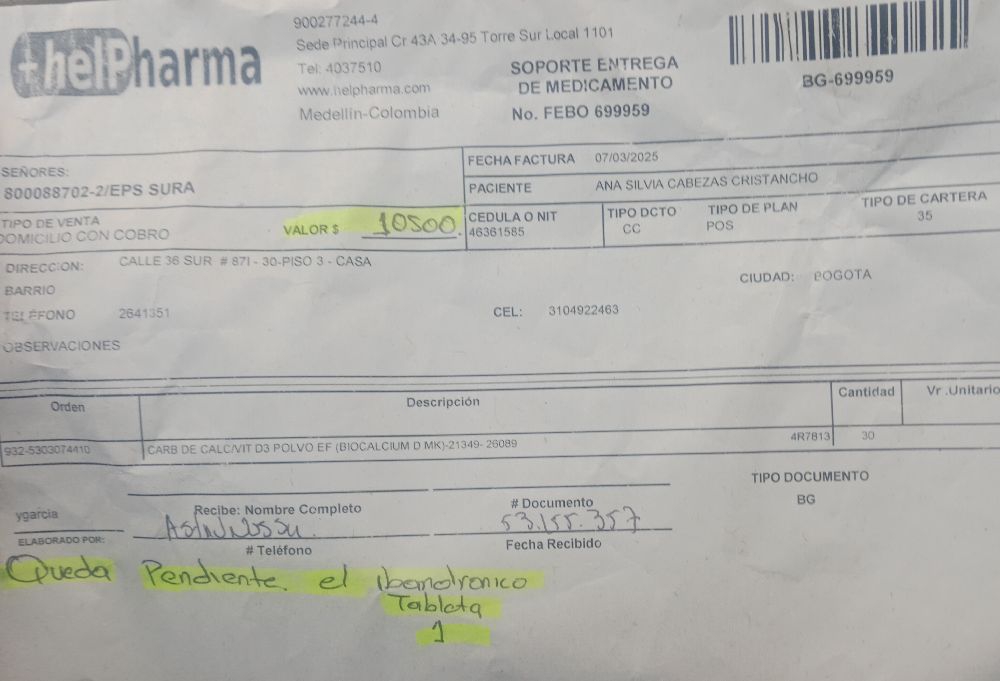 +helPharma
900277244-4
Sede Principal Cr 43A 34-95 Torre Sur Local 1101
Tel: 4037510
www.helpharma.com
Medellín-Colombia
SOPORTE ENTREGA
DE MEDICAMENTO
No. FEBO 699959
BG-699959
SEÑORES:
800088702-2/EPS SURA
FECHA FACTURA 07/03/2025
PACIENTE ANA SILVIA CABEZAS CRISTANCHO
TIPO DE VENTA
DOMICILIO CON COBRO
VALOR $ 10500.
CEDULA O NIT
46361585
TIPO DCTO
CC
TIPO DE PLAN
POS
TIPO DE CARTERA
35
DIRECCION: CALLE 36 SUR # 87I - 30-PISO 3 - CASA
BARRIO
CIUDAD: BOGOTA
TELÉFONO 2641351
CEL: 3104922463
OBSERVACIONES
Orden Descripción Cantidad Vr .Unitario
932-5303074410 CARB DE CALC/VIT D3 POLVO EF (BIOCALCIUM D MK)-21349- 26089 4R7813 30
TIPO DOCUMENTO
BG
ygarcia
ELABORADO POR:
Recibe: Nombre Completo
# Documento
53.155.357
# Teléfono
Fecha Recibido
Queda Pendiente. el ibandronico
Tableta
1